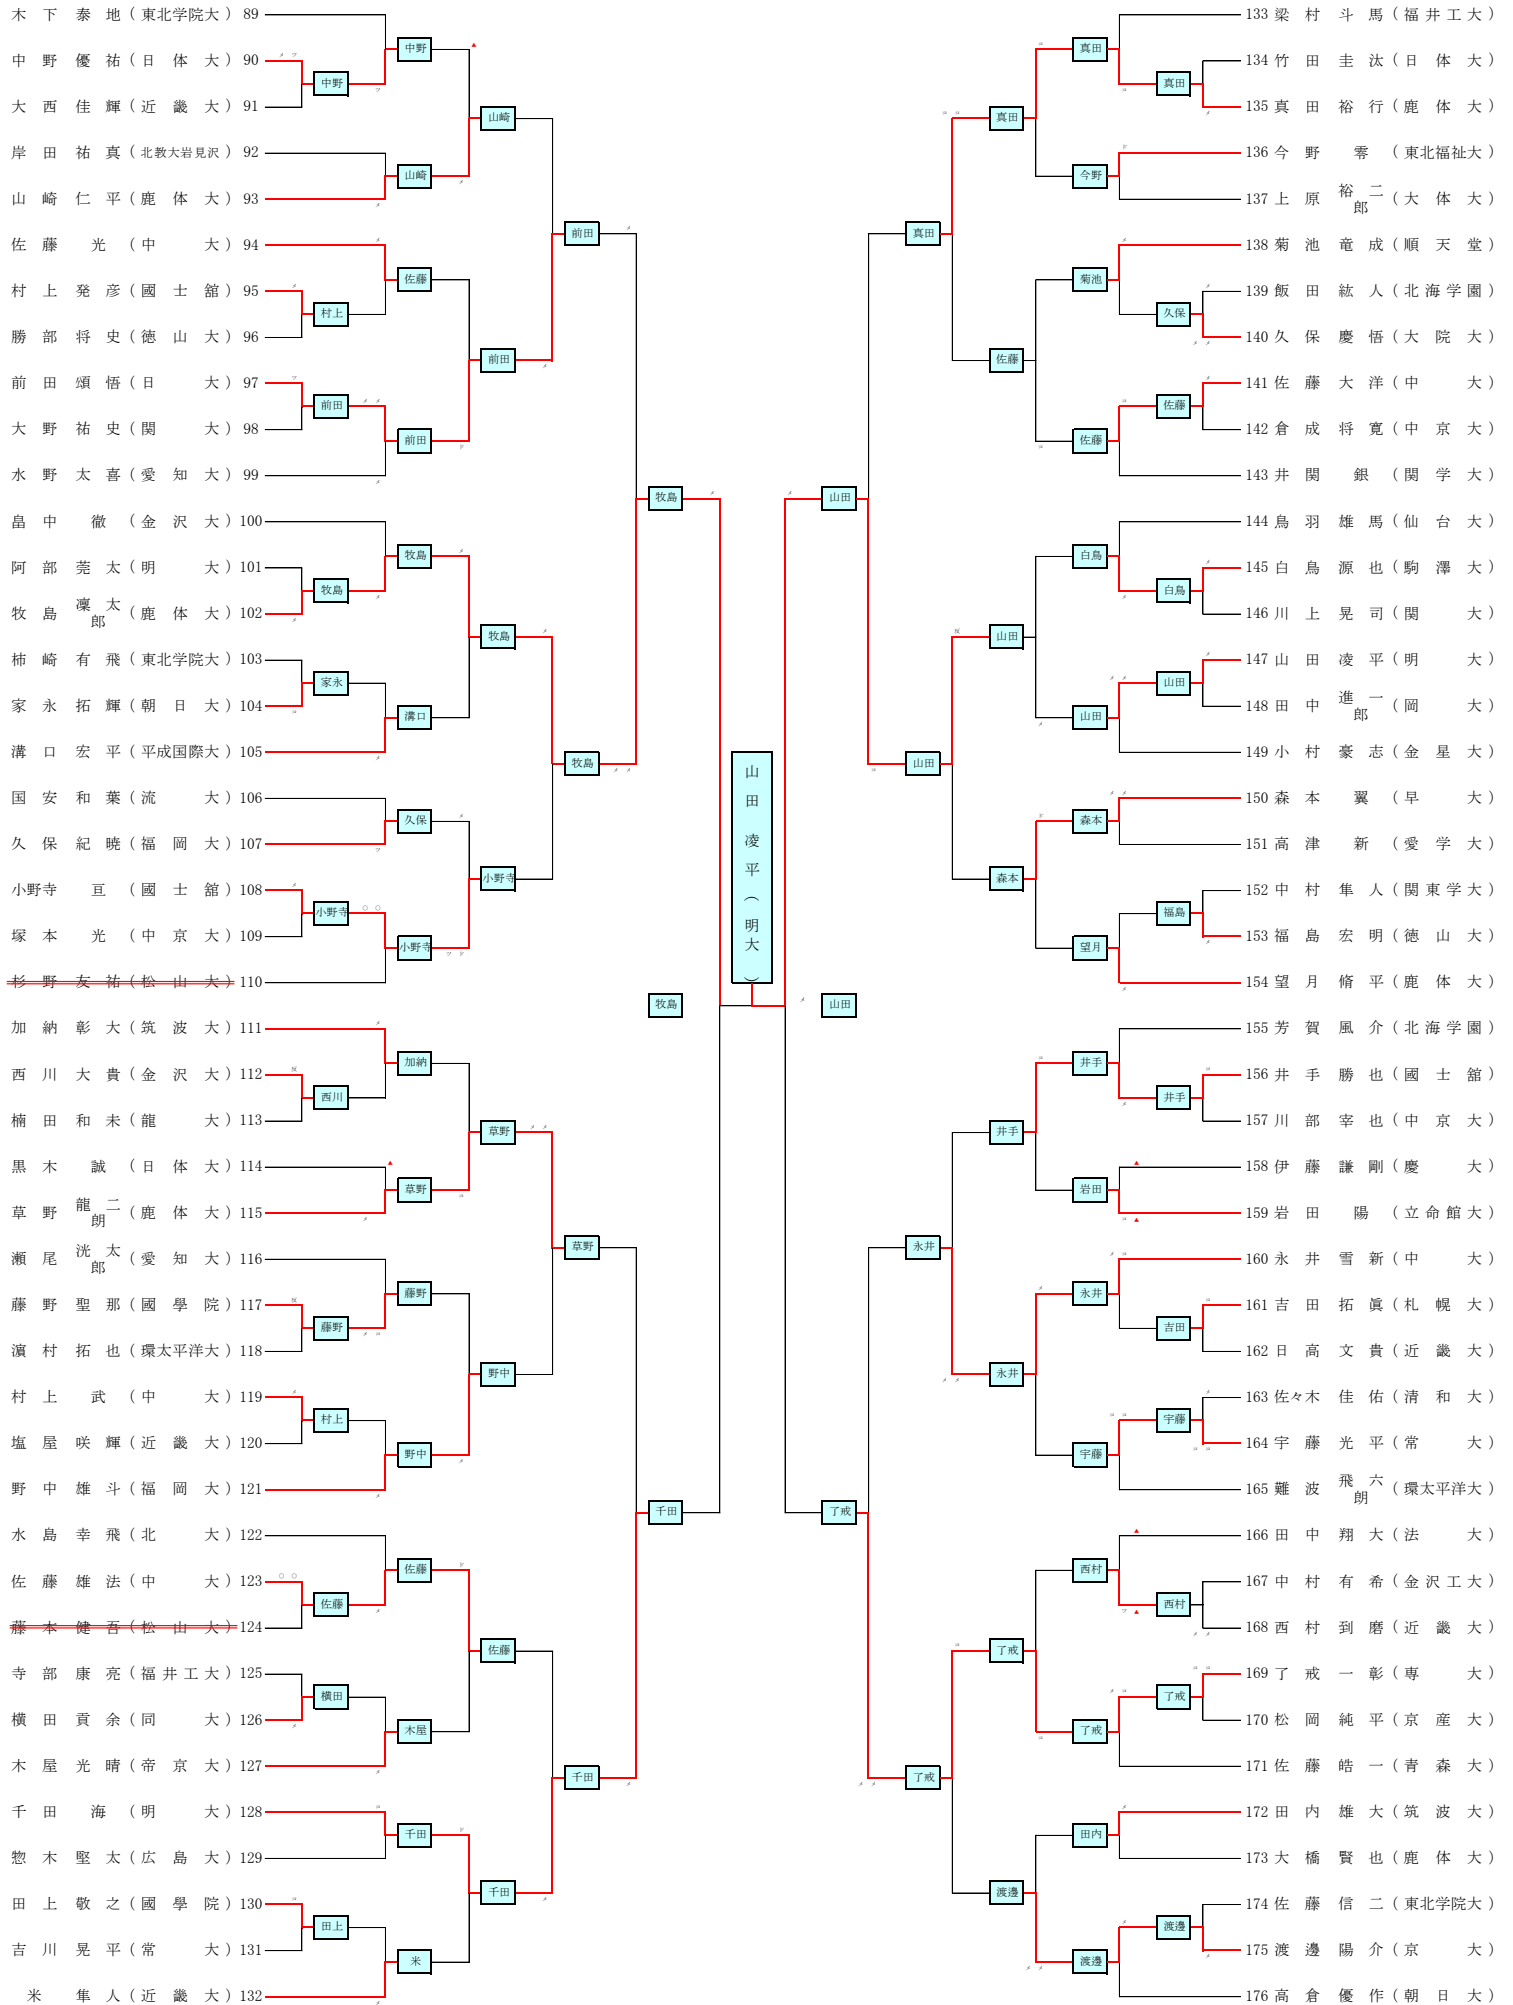 木下泰地（東北学院大）89
中野優祐（日体大）90
大西佳輝（近畿大）91
岸田祐真（北教大岩見沢）92
山崎仁平（鹿体大）93
佐藤光（中大）94
村上発彦（國士舘）95
勝部将史（徳山大）96
前田頌悟（日大）97
大野祐史（関大）98
水野太喜（愛知大）99
畠中徹（金沢大）100
阿部莞太（明大）101
牧島凜太郎（鹿体大）102
柿崎有飛（東北学院大）103
家永拓輝（朝日大）104
溝口宏平（平成国際大）105
国安和葉（流大）106
久保紀暁（福岡大）107
小野寺亘（國士舘）108
塚本光（中京大）109
杉野友祐（松山大）110
加納彰大（筑波大）111
西川大貴（金沢大）112
楠田和未（龍大）113
黒木誠（日体大）114
草野龍二朗（鹿体大）115
瀬尾洸太郎（愛知大）116
藤野聖那（國學院）117
濵村拓也（環太平洋大）118
村上武（中大）119
塩屋咲輝（近畿大）120
野中雄斗（福岡大）121
水島幸飛（北大）122
佐藤雄法（中大）123
藤本健吾（松山大）124
寺部康亮（福井工大）125
横田貢余（同大）126
木屋光晴（帝京大）127
千田海（明大）128
惣木堅太（広島大）129
田上敬之（國學院）130
吉川晃平（常大）131
米隼人（近畿大）132
中野
村上
前田
牧島
家永
小野寺
西川
藤野
村上
佐藤
横田
田上
中野
山崎
佐藤
前田
牧島
溝口
久保
小野寺
加納
草野
藤野
野中
佐藤
木屋
千田
米
山崎
前田
牧島
小野寺
草野
野中
佐藤
千田
前田
牧島
草野
千田
牧島
牧島
千田
山田 凌平（明大）
山田
山田
了戒
真田
山田
永井
了戒
真田
佐藤
山田
森本
井手
永井
了戒
渡邊
真田
今野
菊池
佐藤
白鳥
山田
森本
望月
井手
岩田
永井
宇藤
西村
了戒
田内
渡邊
真田
久保
佐藤
白鳥
山田
福島
井手
吉田
宇藤
西村
了戒
渡邊
133 梁村斗馬（福井工大）
134 竹田圭汰（日体大）
135 真田裕行（鹿体大）
136 今野零（東北福祉大）
137 上原裕二郎（大体大）
138 菊池竜成（順天堂）
139 飯田紘人（北海学園）
140 久保慶悟（大院大）
141 佐藤大洋（中大）
142 倉成将寛（中京大）
143 井関銀（関学大）
144 鳥羽雄馬（仙台大）
145 白鳥源也（駒澤大）
146 川上晃司（関大）
147 山田凌平（明大）
148 田中進一郎（岡大）
149 小村豪志（金星大）
150 森本翼（早大）
151 高津新（愛学大）
152 中村隼人（関東学大）
153 福島宏明（徳山大）
154 望月脩平（鹿体大）
155 芳賀風介（北海学園）
156 井手勝也（國士舘）
157 川部宰也（中京大）
158 伊藤謙剛（慶大）
159 岩田陽（立命館大）
160 永井雪新（中大）
161 吉田拓眞（札幌大）
162 日高文貴（近畿大）
163 佐々木佳佑（清和大）
164 宇藤光平（常大）
165 難波飛六朗（環太平洋大）
166 田中翔大（法大）
167 中村有希（金沢工大）
168 西村到磨（近畿大）
169 了戒一彰（専大）
170 松岡純平（京産大）
171 佐藤皓一（青森大）
172 田内雄大（筑波大）
173 大橋賢也（鹿体大）
174 佐藤信二（東北学院大）
175 渡邊陽介（京大）
176 高倉優作（朝日大）